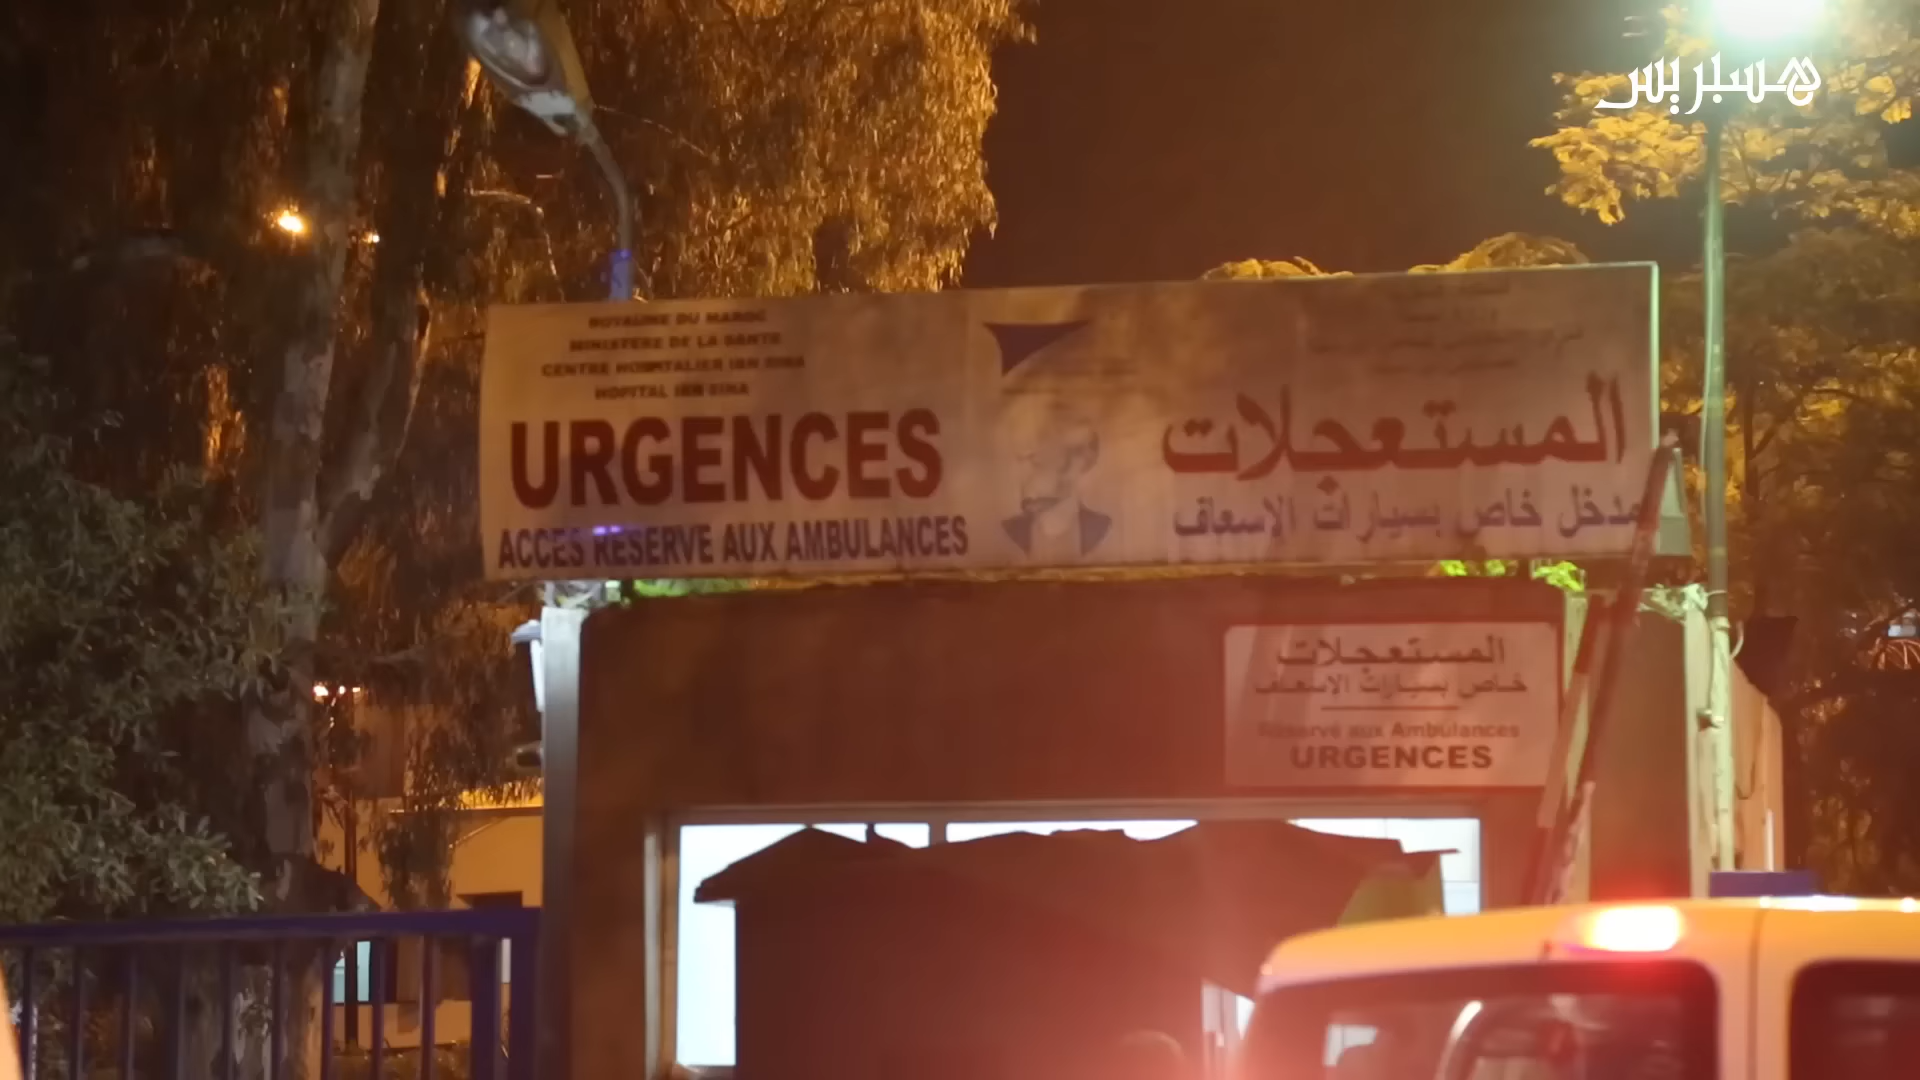 هسبريس
ROYAUME DU MAROC
MINISTERE DE LA SANTE
CENTRE HOSPITALIER IBN SINA
HOPITAL IBN SINA
URGENCES
ACCES RESERVE AUX AMBULANCES
المستعجلات
مدخل خاص بسيارات الإسعاف
المستعجلات
خاص بسيارات الاسعاف
Réservé aux Ambulances
URGENCES